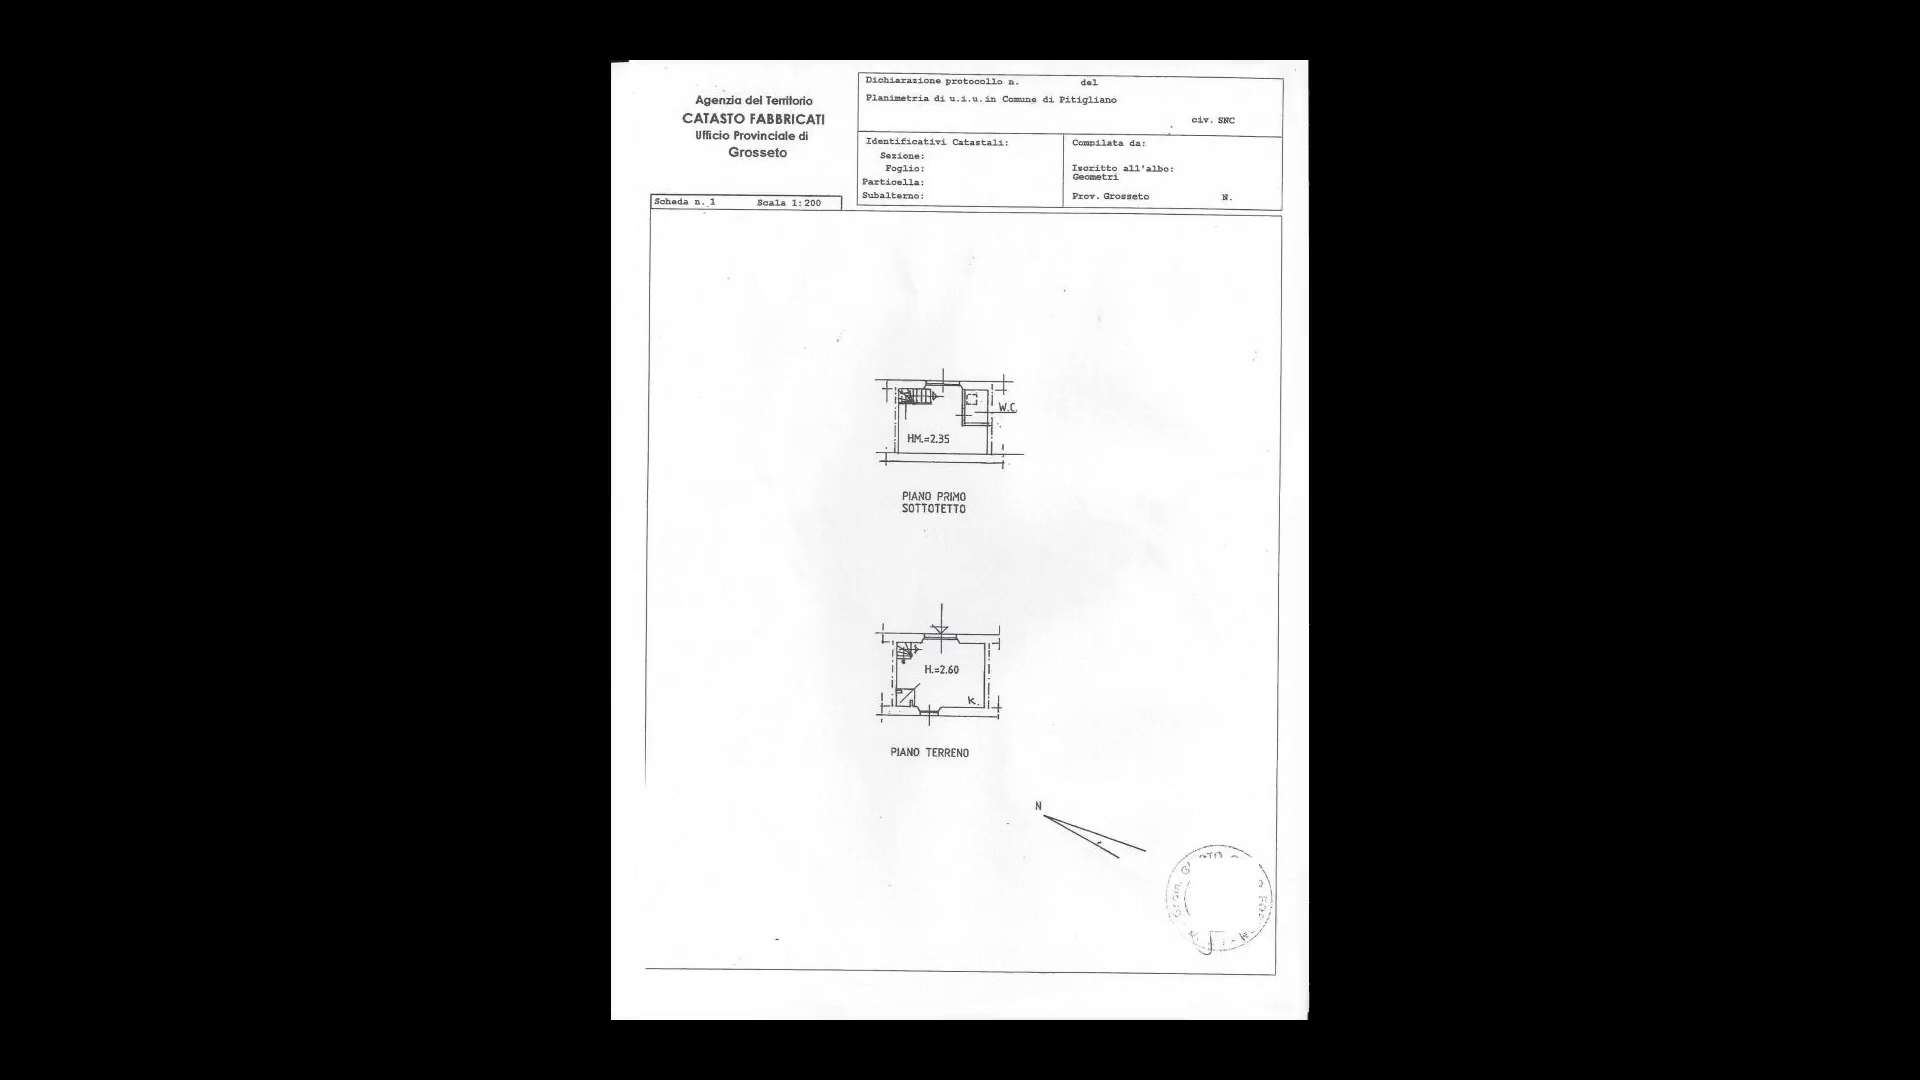 Agenzia del Territorio
CATASTO FABBRICATI
Ufficio Provinciale di
Grosseto
Dichiarazione protocollo n. del
Planimetria di u.i.u.in Comune di Pitigliano
civ. SNC
Identificativi Catastali:
Sezione:
Foglio:
Particella:
Subalterno:
Compilata da:
Iscritto all'albo:
Geometri
Prov. Grosseto N.
Scheda n. 1 Scala 1:200
W.C.
HM.=2.35
PIANO PRIMO
SOTTOTETTO
H.=2.60
K.
PIANO TERRENO
N